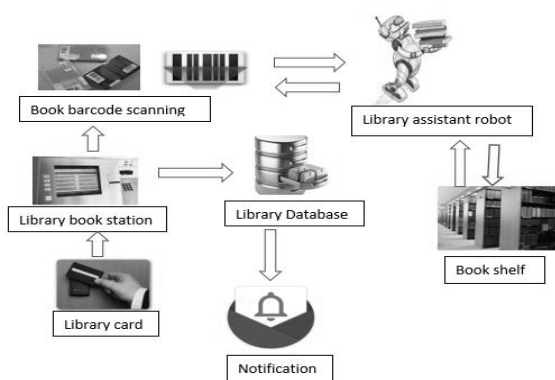 Book barcode scanning
Library assistant robot
Library book station
Library Database
Book shelf
Library card
Notification